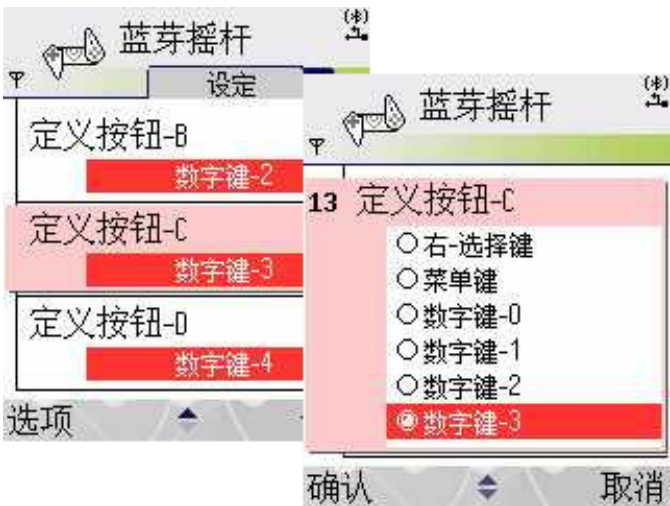 蓝芽摇杆
设定
定义按钮-B
数字键-2
定义按钮-C
数字键-3
定义按钮-D
数字键-4
选项
蓝芽摇杆
13 定义按钮-C
右-选择键
菜单键
数字键-0
数字键-1
数字键-2
数字键-3
确认
取消